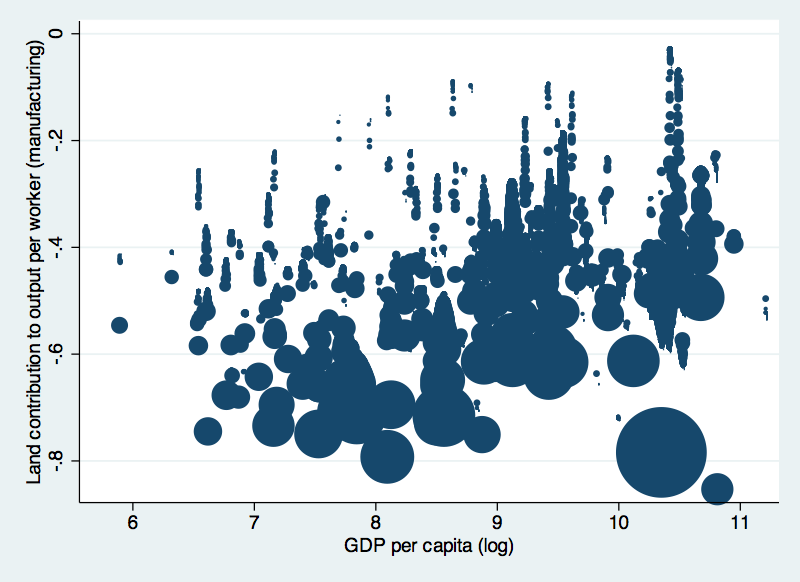 Land contribution to output per worker (manufacturing)
0
-.2
-.4
-.6
-.8
6 7 8 9 10 11
GDP per capita (log)